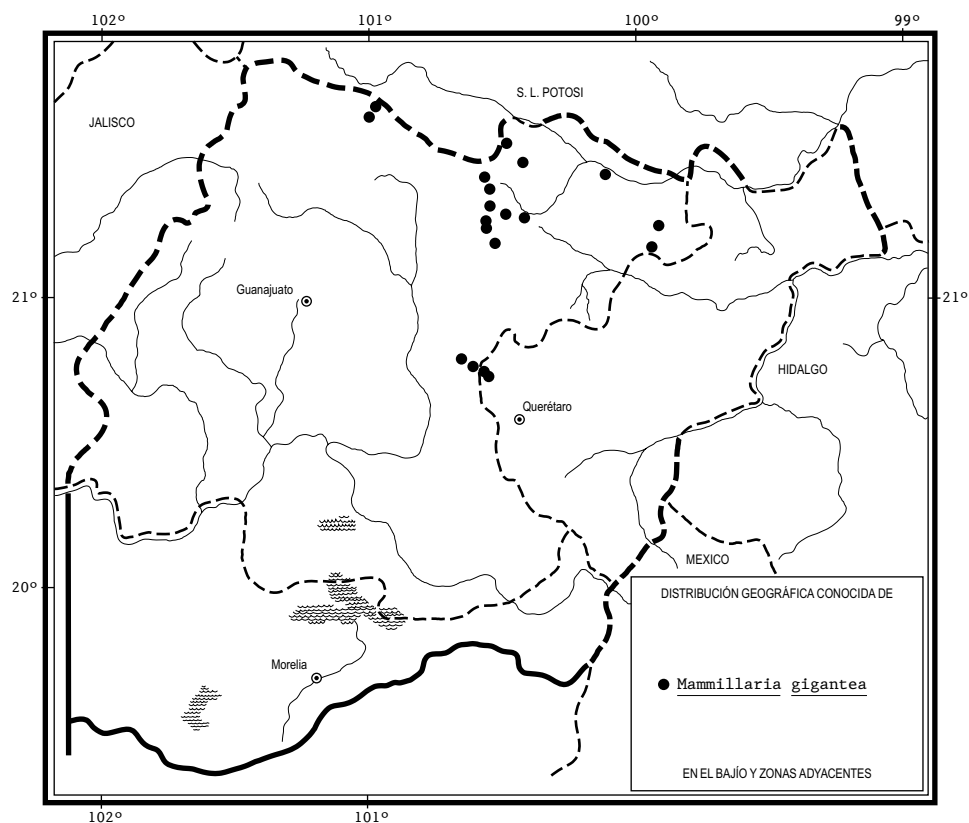 102° 101° 100° 99°
S. L. POTOSI
JALISCO
Guanajuato
21° 21°
HIDALGO
Querétaro
MEXICO
20°
DISTRIBUCIÓN GEOGRÁFICA CONOCIDA DE
Morelia
Mammillaria gigantea
EN EL BAJÍO Y ZONAS ADYACENTES
102° 101°